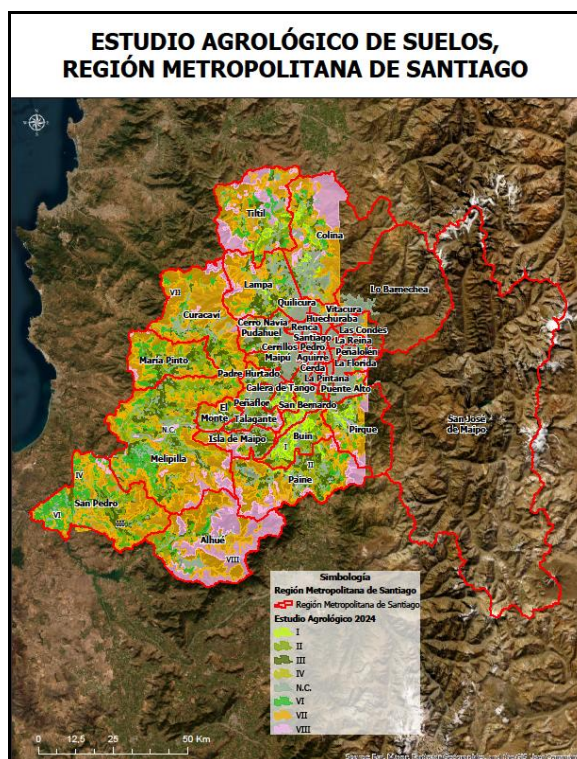 ESTUDIO AGROLÓGICO DE SUELOS,
REGIÓN METROPOLITANA DE SANTIAGO
N
Tiltil
Colina
Lampa
Lo Barnechea
VII
Quilicura
Vitacura
Curacaví
Huechuraba
Cerro Navia
Renca
Las Condes
Pudahuel
Santiago
La Reina
Cerrillos Pedro
Peñalolén
María Pinto
Maipú
Aguirre
Cerda
La Florida
Padre Hurtado
La Pintana
Calera de Tango
Puente Alto
El
Monte
Peñaflor
San Bernardo
N.C.
Talagante
Pirque
San José
de Maipo
Isla de Maipo
Buin
I
II
Melipilla
IV
Paine
San Pedro
VI
III
Alhué
VIII
Simbología
Región Metropolitana de Santiago
Región Metropolitana de Santiago
Estudio Agrológico 2024
I
II
III
IV
N.C.
VI
VII
VIII
0 12,5 25 50 Km